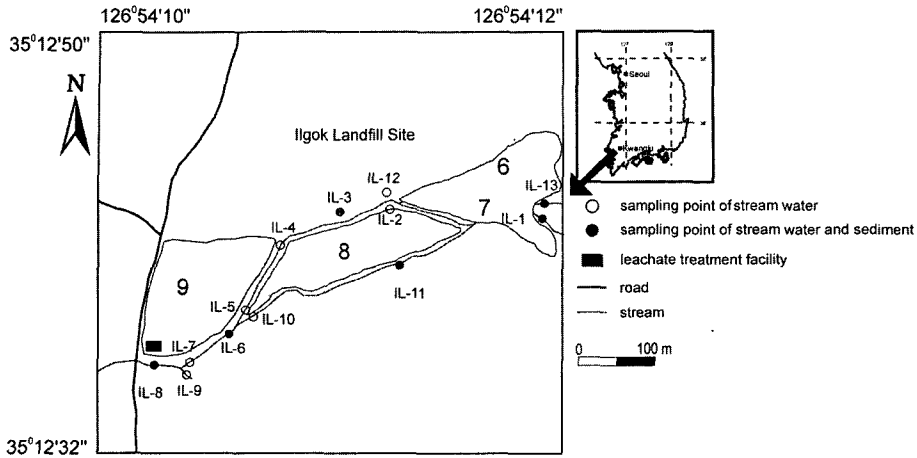 126°54'10"
126°54'12"
35°12'50"
N
Seoul
Kwangju
Ilgok Landfill Site
6
IL-12
IL-13
IL-3
7
IL-2
IL-1
IL-4
8
9
IL-11
IL-5
IL-10
IL-6
IL-7
IL-8
IL-9
35°12'32"
sampling point of stream water
sampling point of stream water and sediment
leachate treatment facility
road
stream
0 100 m